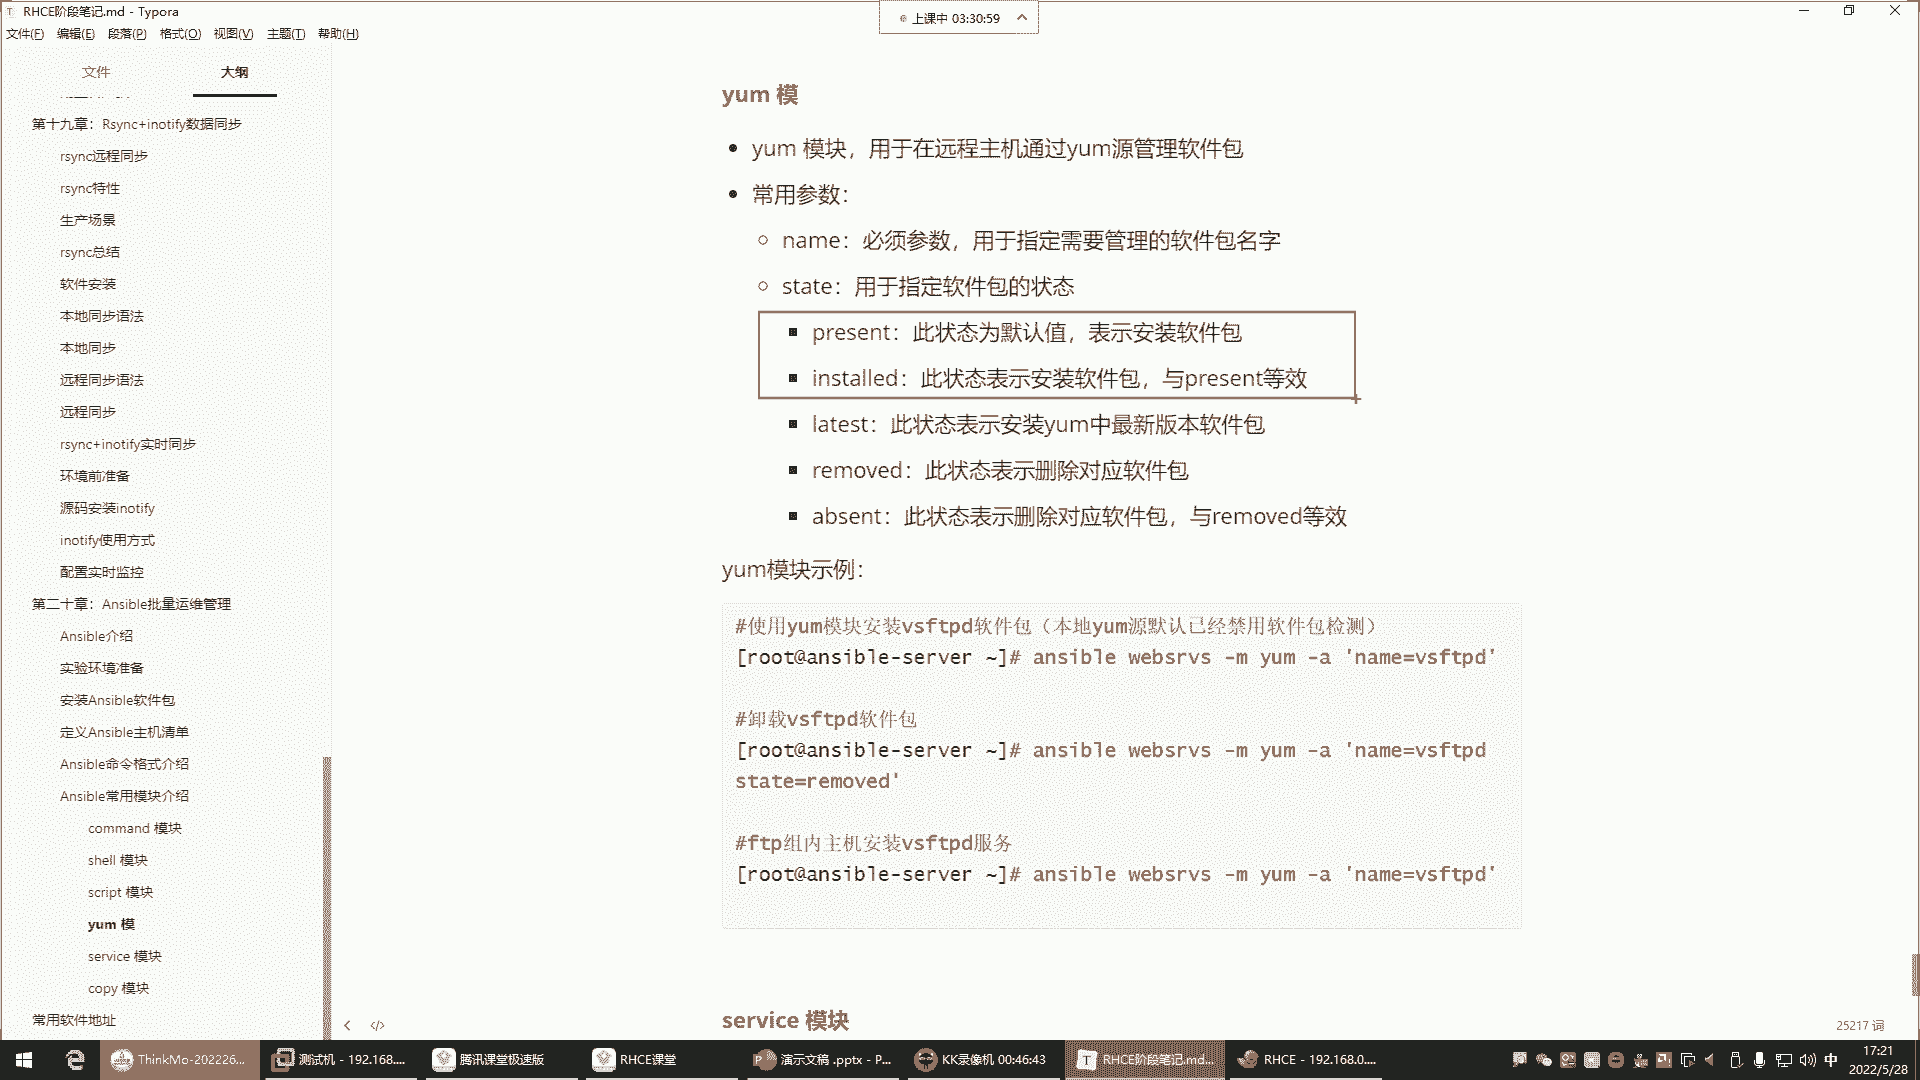 RHCE阶段笔记.md - Typora
上课中 03:30:59
文件(F) 编辑(E) 段落(P) 格式(O) 视图(V) 主题(T) 帮助(H)
文件 大纲
第十九章：Rsync+inotify数据同步
rsync远程同步
rsync特性
生产场景
rsync总结
软件安装
本地同步语法
本地同步
远程同步语法
远程同步
rsync+inotify实时同步
环境前准备
源码安装inotify
inotify使用方式
配置实时监控
第二十章：Ansible批量运维管理
Ansible介绍
实验环境准备
安装Ansible软件包
定义Ansible主机清单
Ansible命令格式介绍
Ansible常用模块介绍
command 模块
shell 模块
script 模块
yum 模
service 模块
copy 模块
常用软件地址
yum 模
yum 模块，用于在远程主机通过yum源管理软件包
常用参数：
name：必须参数，用于指定需要管理的软件包名字
state：用于指定软件包的状态
present：此状态为默认值，表示安装软件包
installed：此状态表示安装软件包，与present等效
latest：此状态表示安装yum中最新版本软件包
removed：此状态表示删除对应软件包
absent：此状态表示删除对应软件包，与removed等效
yum模块示例：
#使用yum模块安装vsftpd软件包（本地yum源默认已经禁用软件包检测）
[root@ansible-server ~]# ansible websrvs -m yum -a 'name=vsftpd'
#卸载vsftpd软件包
[root@ansible-server ~]# ansible websrvs -m yum -a 'name=vsftpd
state=removed'
#ftp组内主机安装vsftpd服务
[root@ansible-server ~]# ansible websrvs -m yum -a 'name=vsftpd'
service 模块
25217 词
ThinkMo-202226...
测试机 - 192.168....
腾讯课堂极速版
RHCE课堂
演示文稿 .pptx - P...
KK录像机 00:46:43
RHCE阶段笔记.md...
RHCE - 192.168.0....
中
17:21
2022/5/28